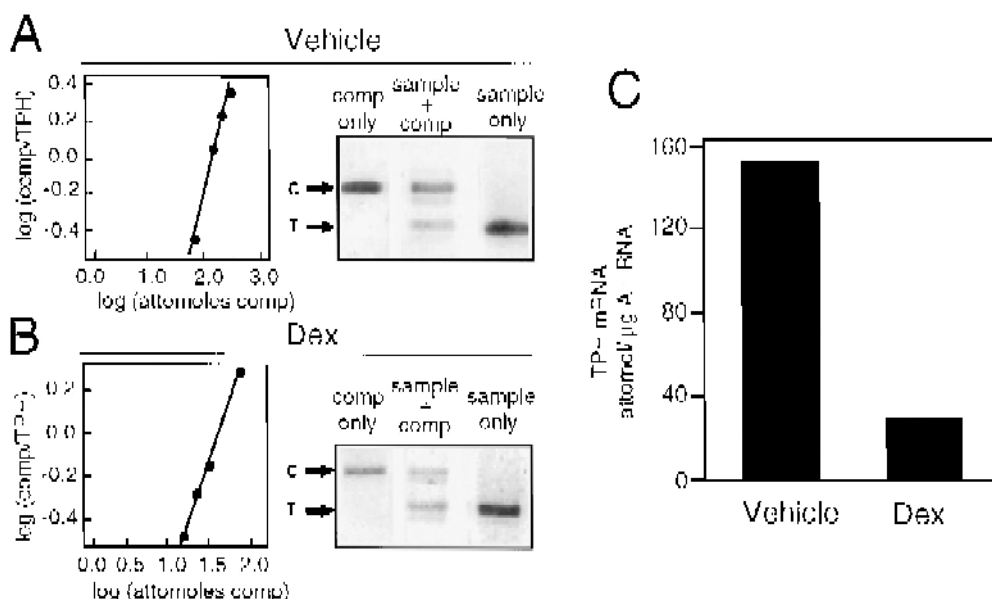 A
Vehicle
log (comp/TPH)
0.4
0.2
0.0
-0.2
-0.4
0.0 1.0 2.0 3.0
log (attomoles comp)
comp only
sample + comp
sample only
C
T
B
Dex
0.2
0.0
-0.2
-0.4
0.0 0.5 1.0 1.5 2.0
log (attomoles comp)
comp only
sample + comp
sample only
C
T
C
mRNA
RNA
160
120
80
40
0
Vehicle Dex